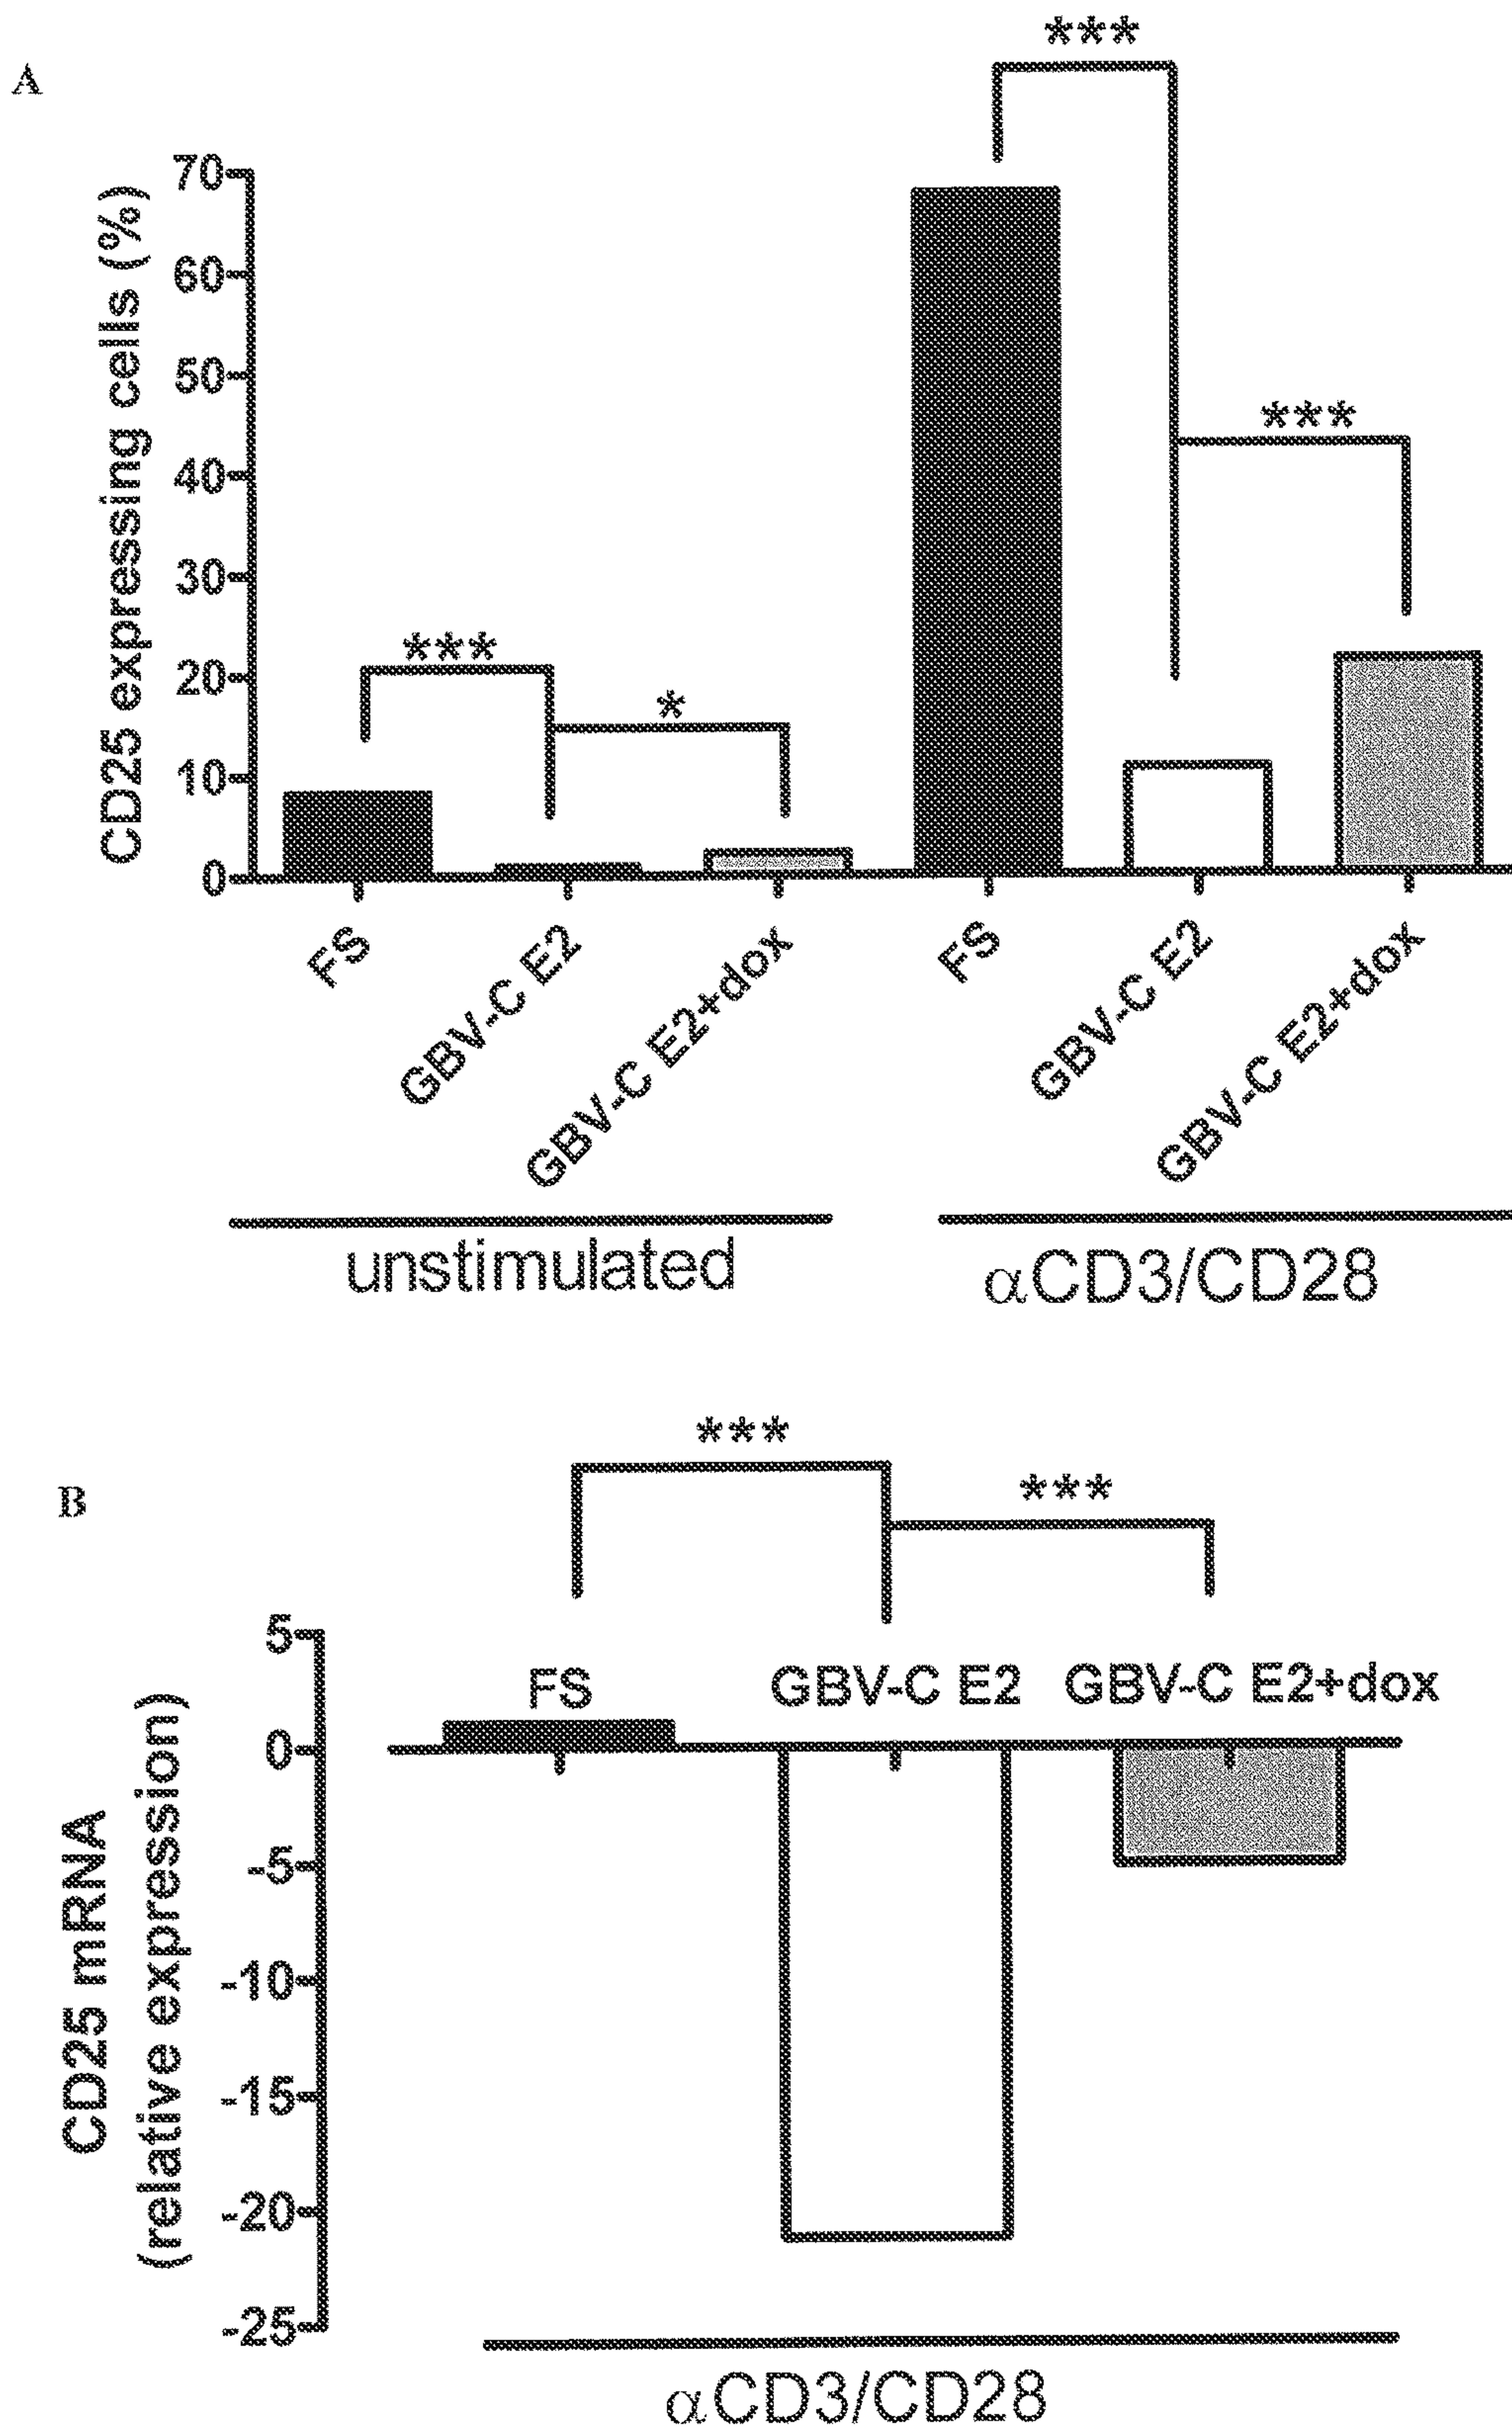 A
***
70
60
50
40
30
20
10
0
CD25 expressing cells (%)
***
*
***
FS
GBV-C E2
GBV-C E2+dox
FS
GBV-C E2
GBV-C E2+dox
unstimulated
αCD3/CD28
B
***
***
5
0
-5
-10
-15
-20
-25
CD25 mRNA
(relative expression)
FS
GBV-C E2
GBV-C E2+dox
αCD3/CD28